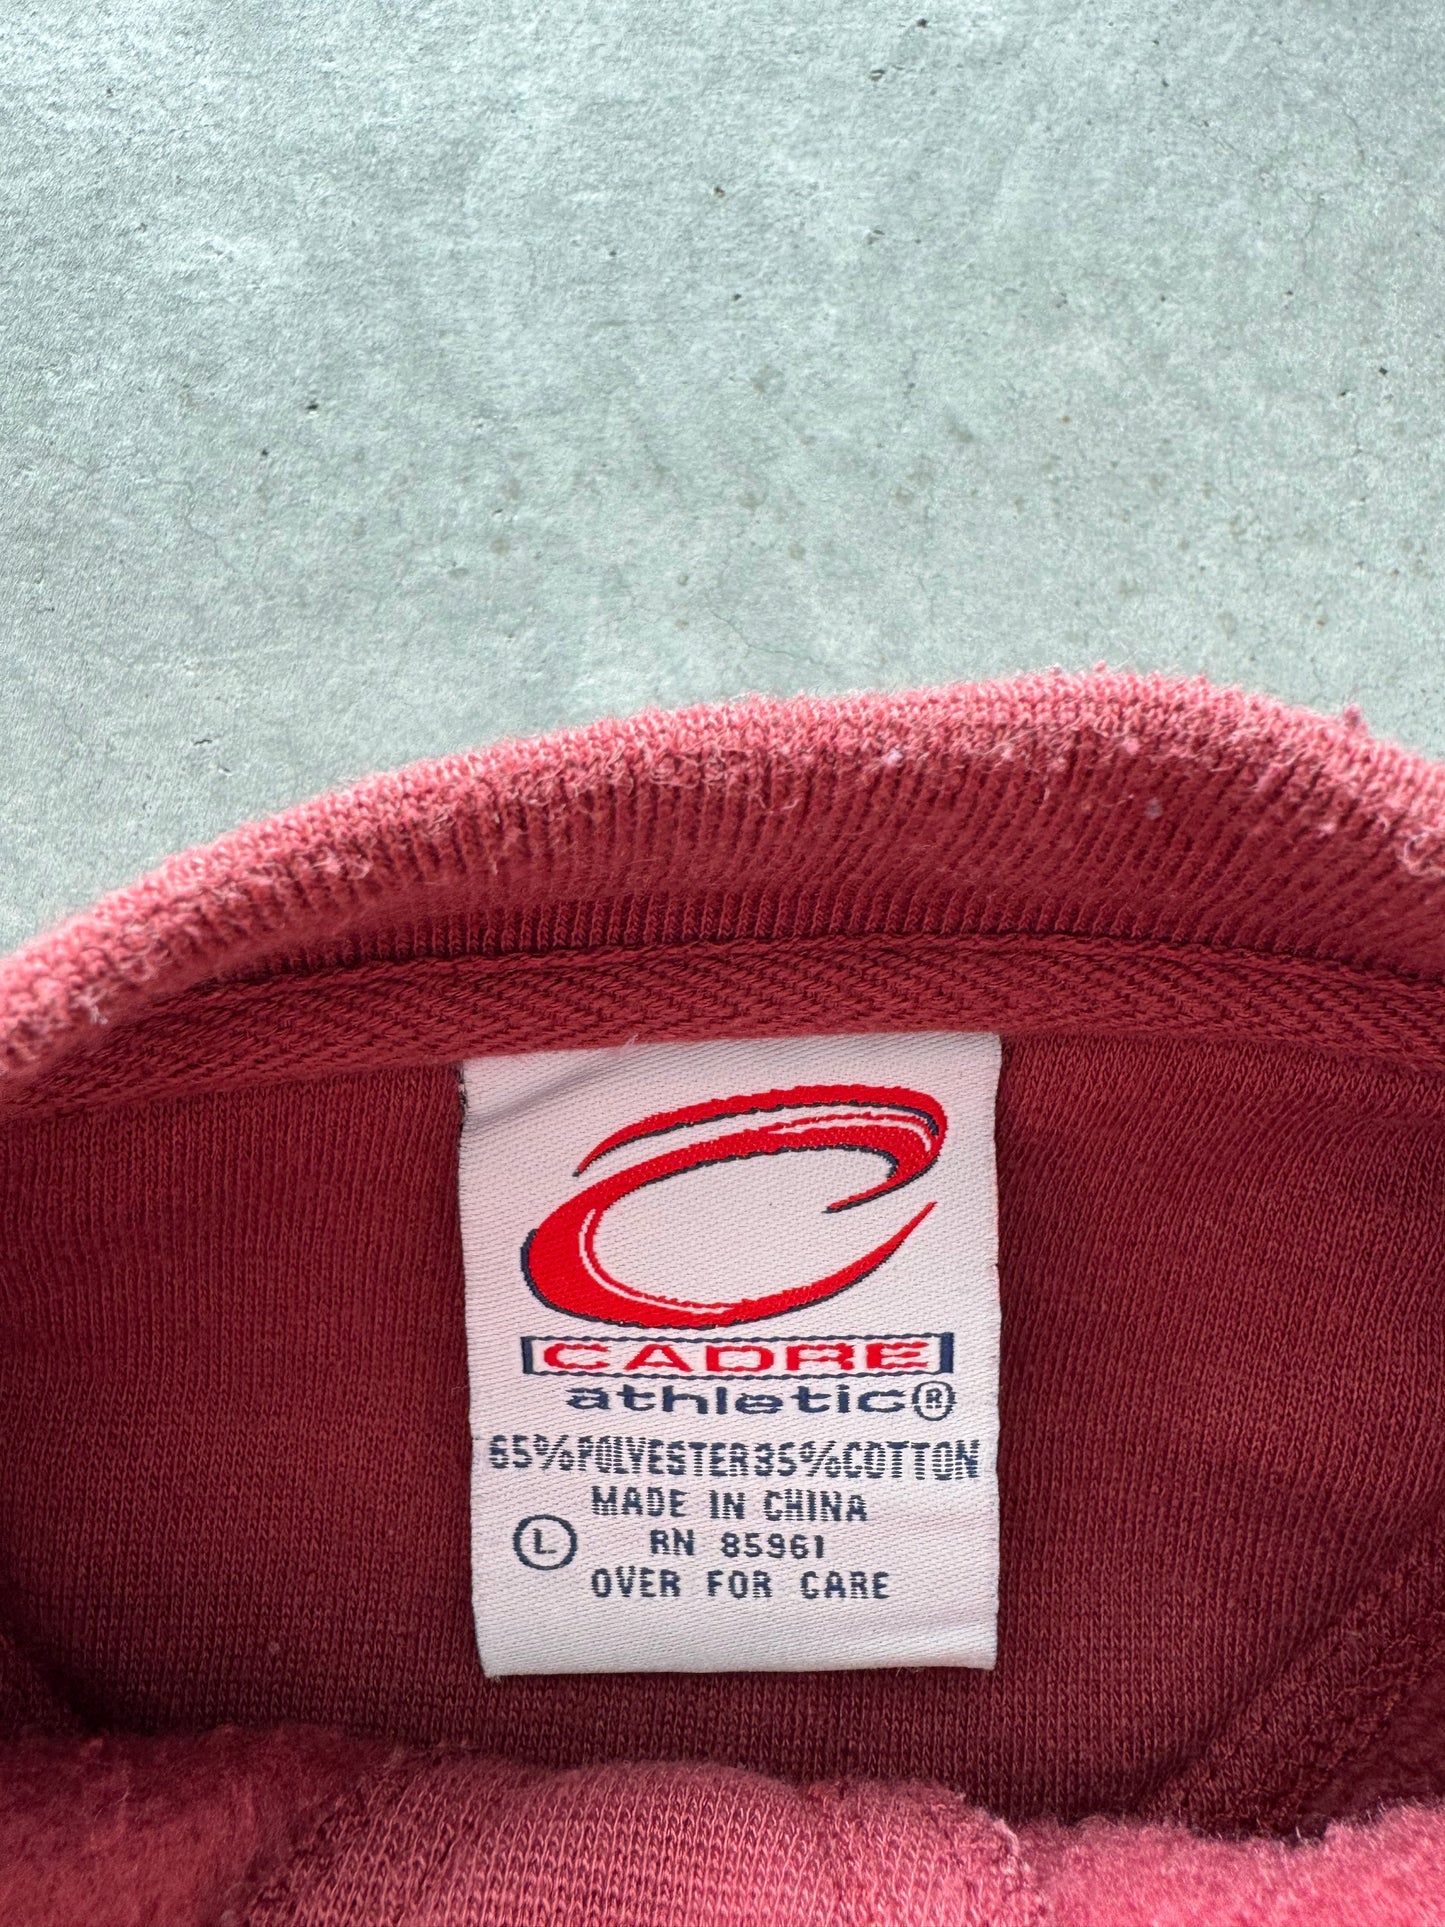 CADRE
athletic®
65%POLYESTER35%COTTON
MADE IN CHINA
L RN 85961
OVER FOR CARE